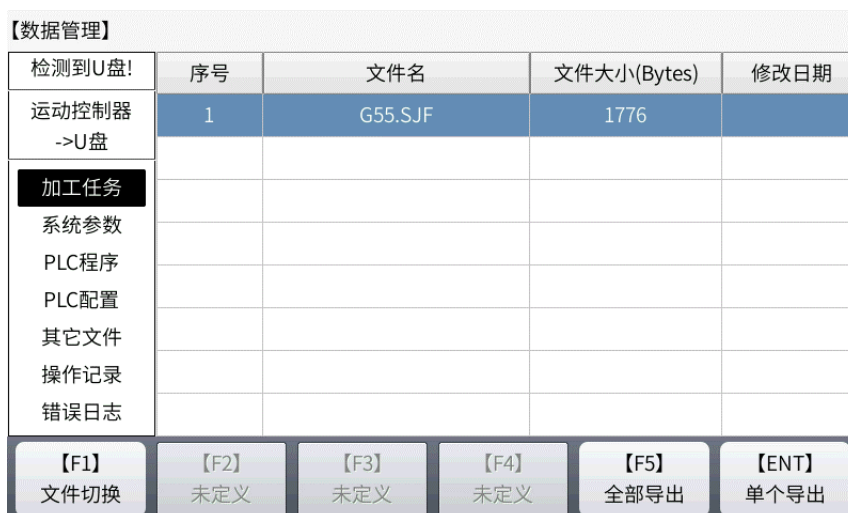 【数据管理】
检测到U盘!
序号 文件名 文件大小(Bytes) 修改日期
运动控制器
->U盘
1 G55.SJF 1776
加工任务
系统参数
PLC程序
PLC配置
其它文件
操作记录
错误日志
【F1】 【F2】 【F3】 【F4】 【F5】 【ENT】
文件切换 未定义 未定义 未定义 全部导出 单个导出